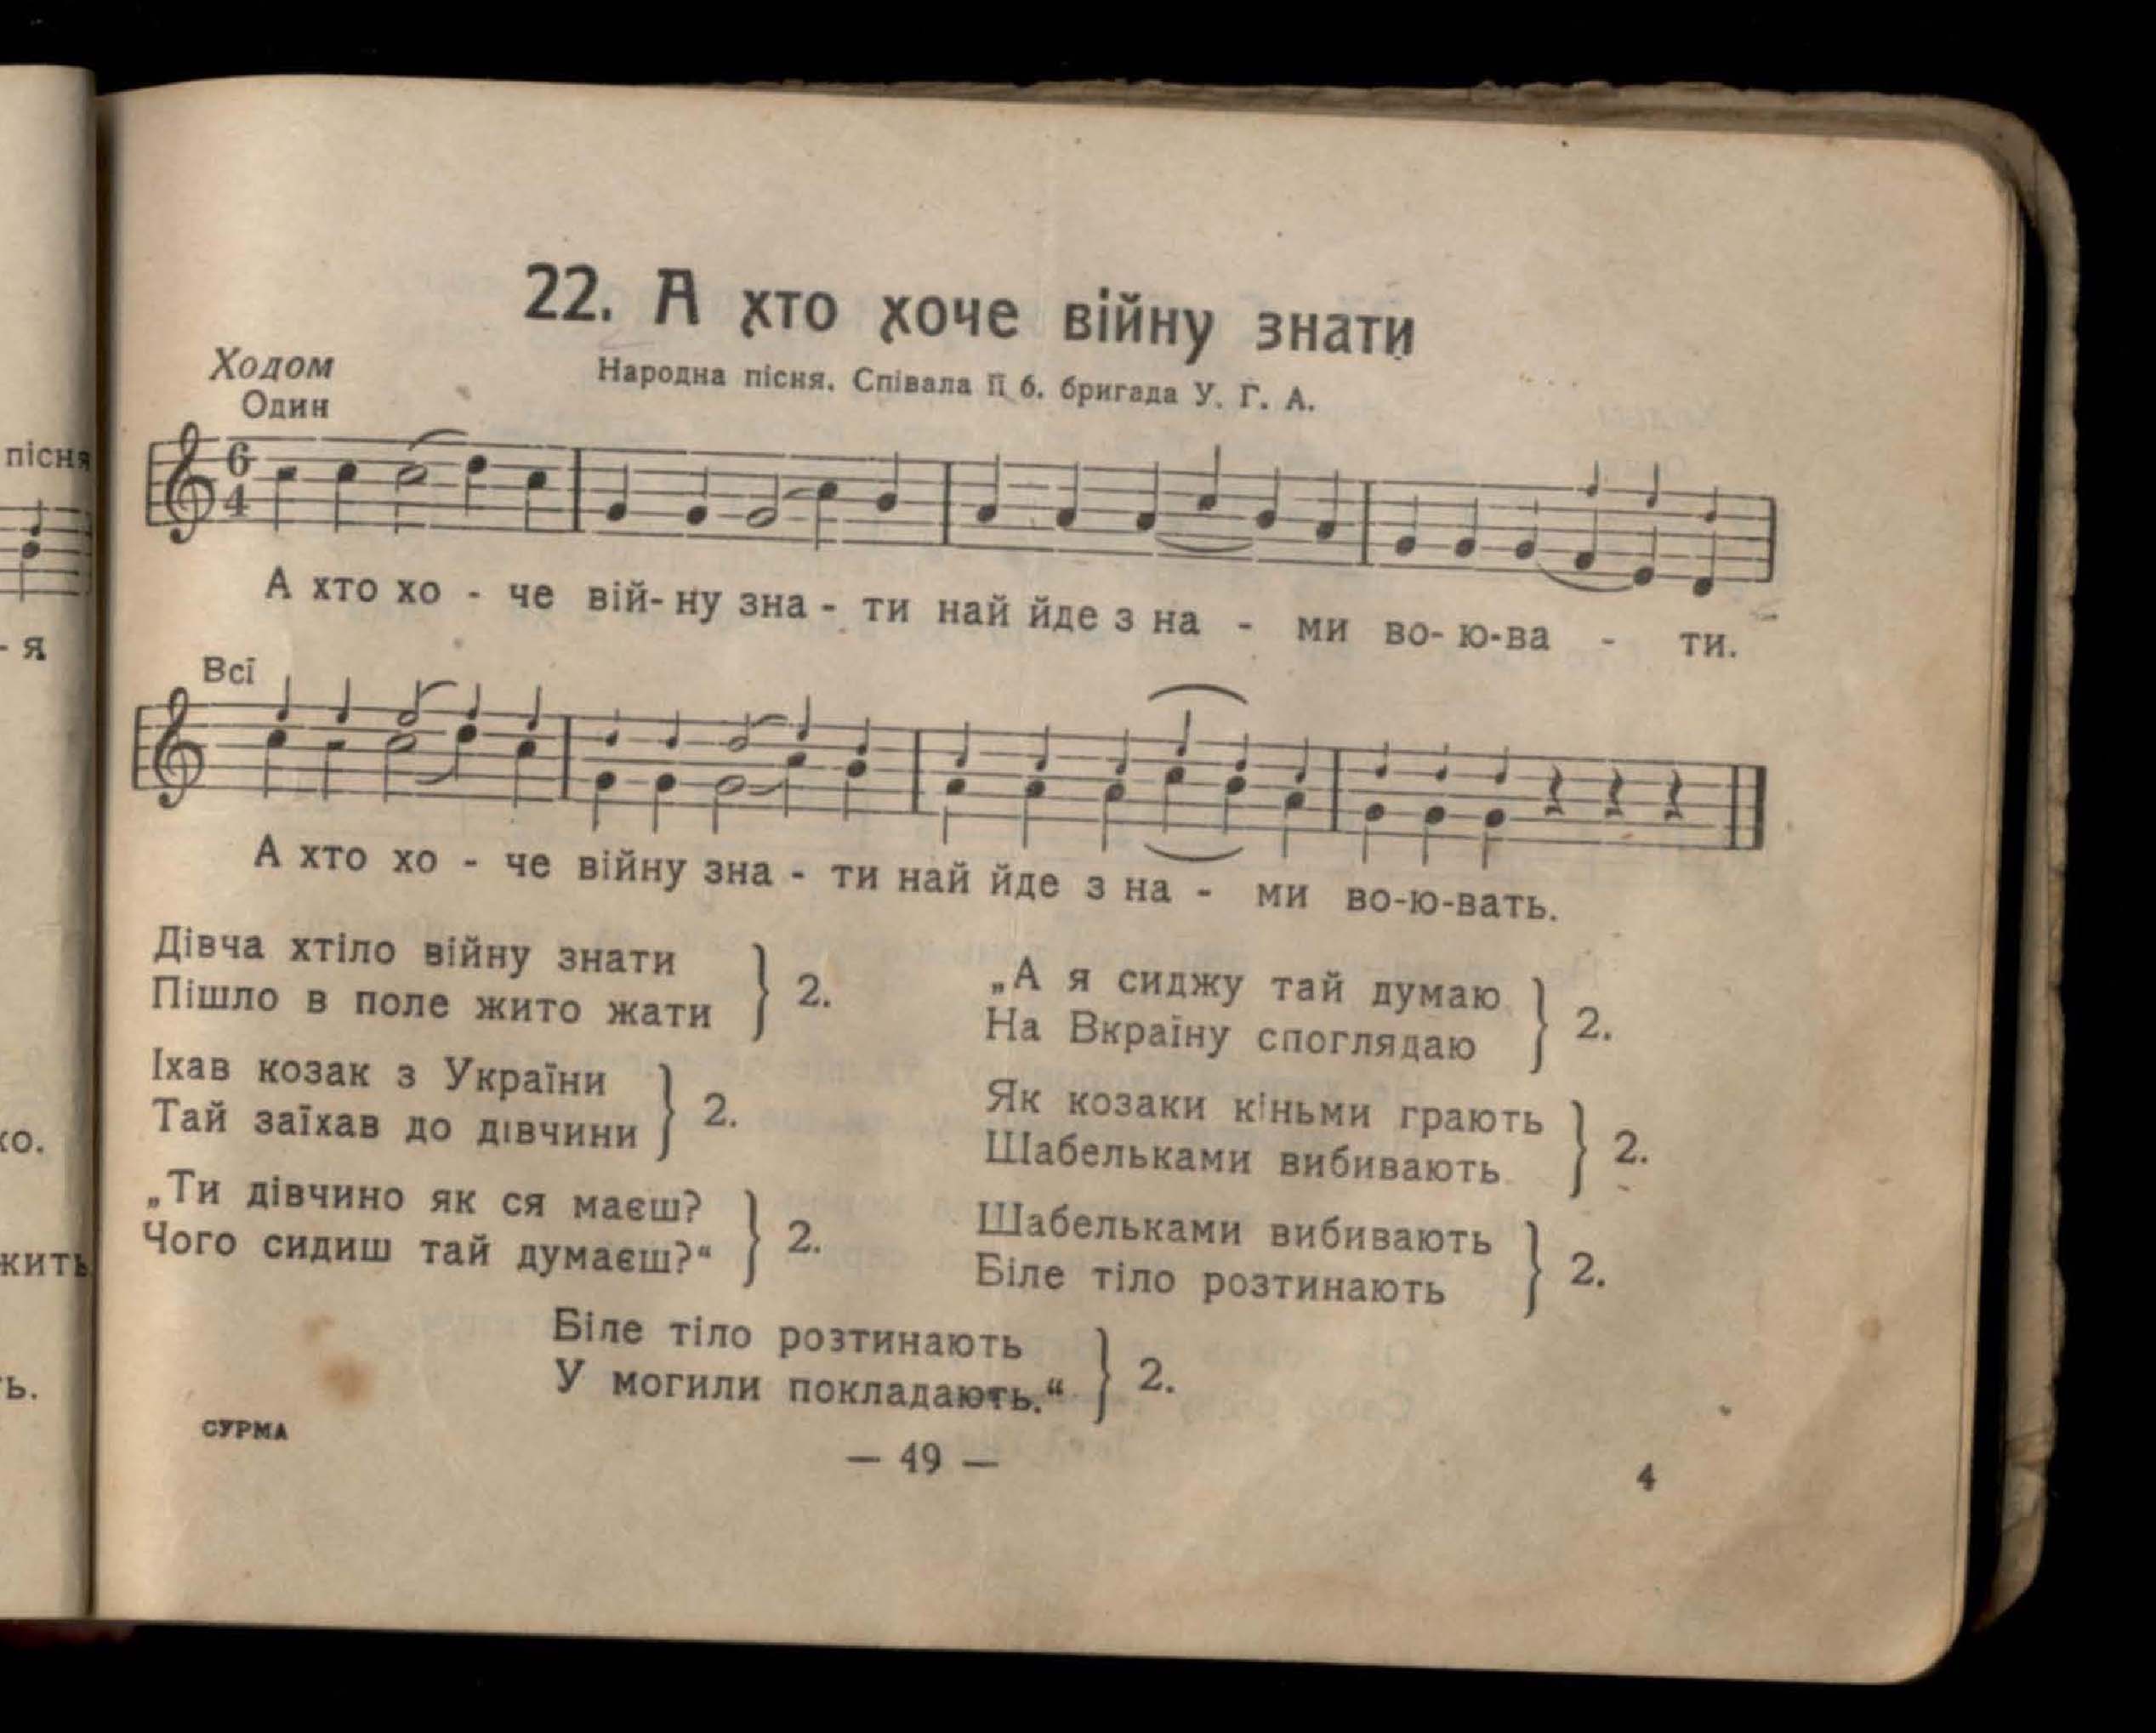 22. А хто хоче війну знати
Ходом
Народна пісня. Співала ІІ б. бригада У. Г. А.
Один
6
4
А хто хо - че вій- ну зна - ти най йде з на - ми во- ю-ва - ти.
Всі
А хто хо - че війну зна - ти най йде з на - ми во-ю-вать.
Дівча хтіло війну знати
Пішло в поле жито жати } 2.
Іхав козак з України
Тай заїхав до дівчини } 2.
„Ти дівчино як ся маєш?
Чого сидиш тай думаєш?“ } 2.
„А я сиджу тай думаю
На Вкраїну споглядаю } 2.
Як козаки кіньми грають
Шабельками вибивають } 2.
Шабельками вибивають
Біле тіло розтинають } 2.
Біле тіло розтинають
У могили покладають.“ } 2.
СУРМА
— 49 —
4
пісня
- я
жить